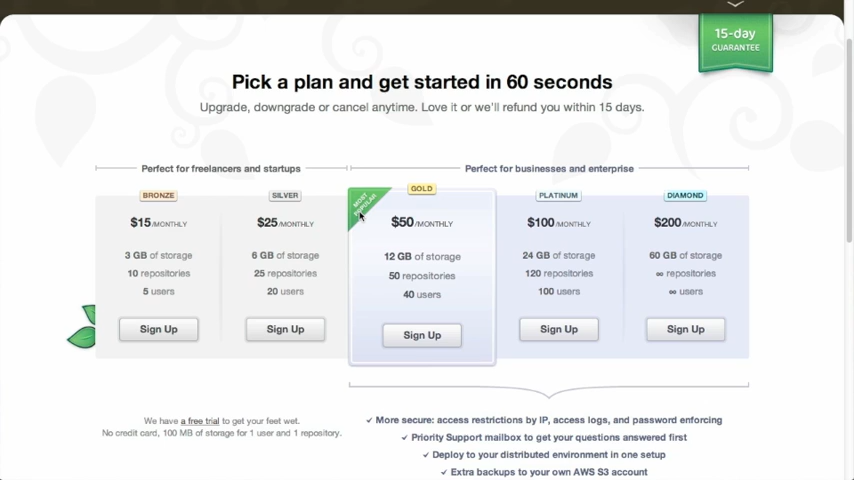 15-day
GUARANTEE
Pick a plan and get started in 60 seconds
Upgrade, downgrade or cancel anytime. Love it or we'll refund you within 15 days.
Perfect for freelancers and startups
Perfect for businesses and enterprise
BRONZE
$15/MONTHLY
3 GB of storage
10 repositories
5 users
Sign Up
SILVER
$25/MONTHLY
6 GB of storage
25 repositories
20 users
Sign Up
MOST
POPULAR
GOLD
$50/MONTHLY
12 GB of storage
50 repositories
40 users
Sign Up
PLATINUM
$100/MONTHLY
24 GB of storage
120 repositories
100 users
Sign Up
DIAMOND
$200/MONTHLY
60 GB of storage
∞ repositories
∞ users
Sign Up
We have a free trial to get your feet wet.
No credit card, 100 MB of storage for 1 user and 1 repository.
✓ More secure: access restrictions by IP, access logs, and password enforcing
✓ Priority Support mailbox to get your questions answered first
✓ Deploy to your distributed environment in one setup
✓ Extra backups to your own AWS S3 account